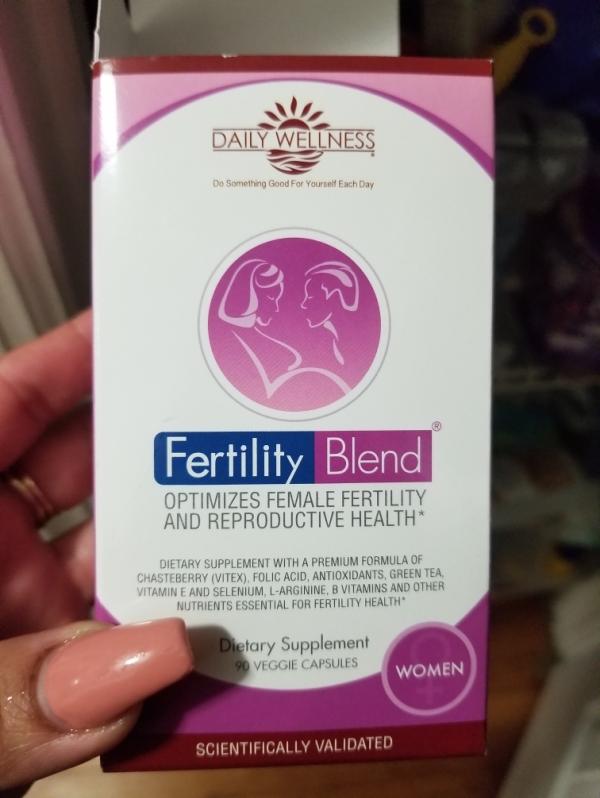 DAILY WELLNESS®
Do Something Good For Yourself Each Day
Fertility Blend®
OPTIMIZES FEMALE FERTILITY
AND REPRODUCTIVE HEALTH*
DIETARY SUPPLEMENT WITH A PREMIUM FORMULA OF
CHASTEBERRY (VITEX), FOLIC ACID, ANTIOXIDANTS, GREEN TEA,
VITAMIN E AND SELENIUM, L-ARGININE, B VITAMINS AND OTHER
NUTRIENTS ESSENTIAL FOR FERTILITY HEALTH*
Dietary Supplement
90 VEGGIE CAPSULES
WOMEN
SCIENTIFICALLY VALIDATED